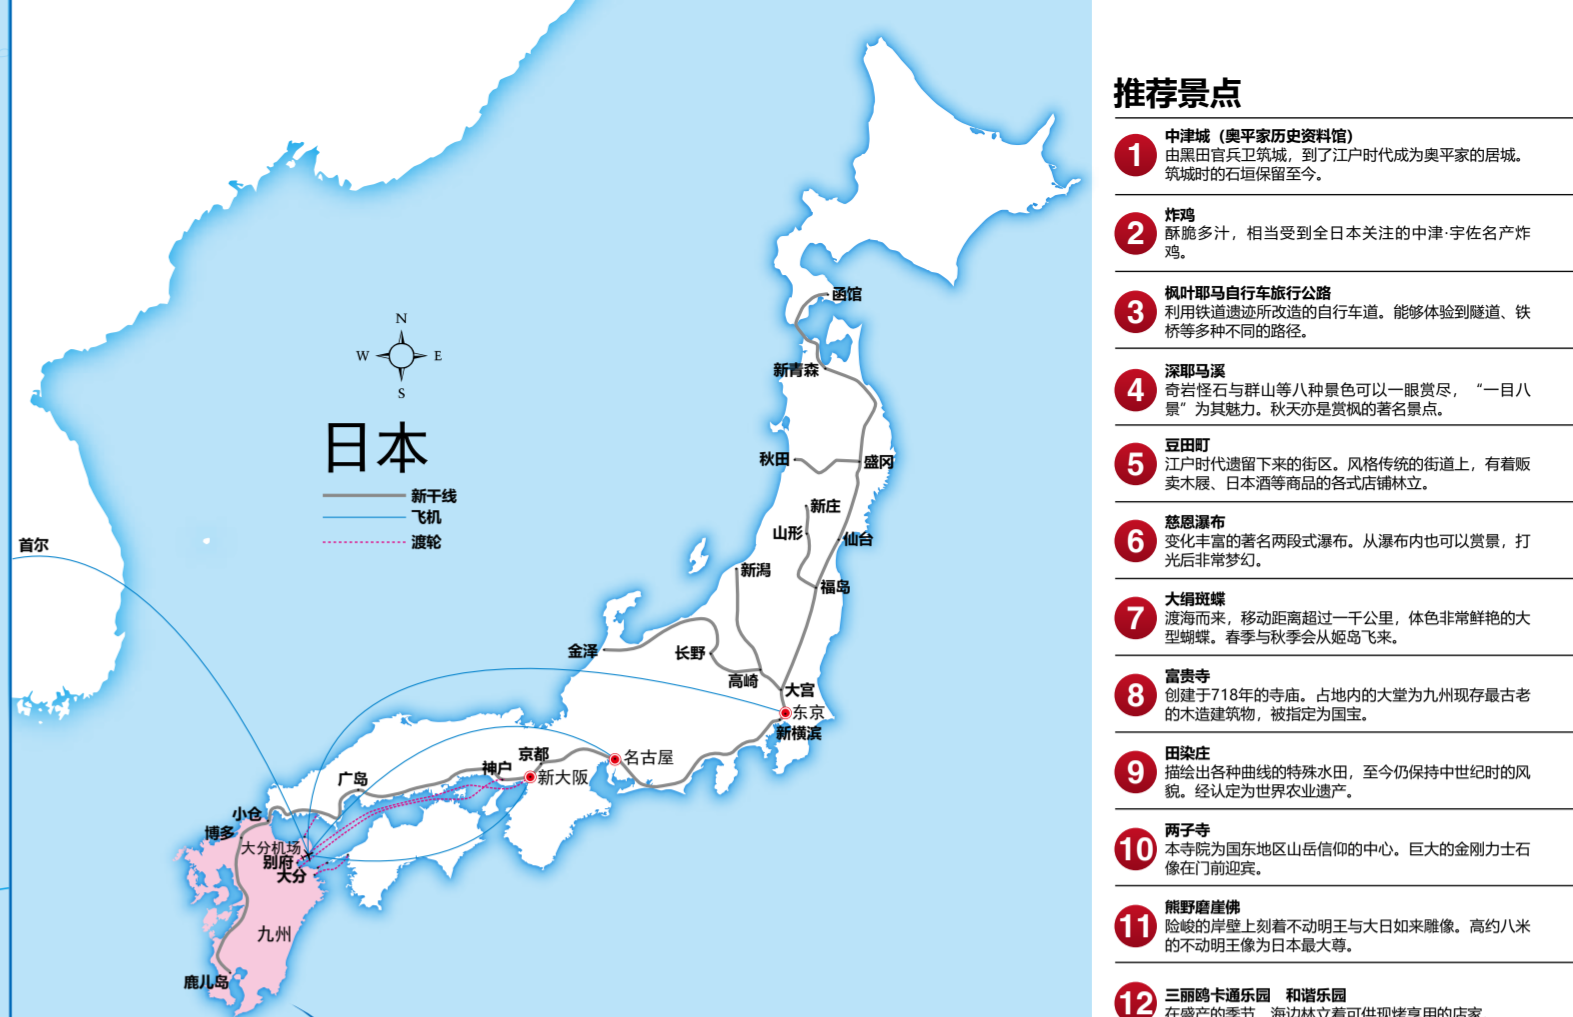 函馆
N
W
E
S
新青森
日本
秋田
盛冈
新干线
新庄
飞机
山形
仙台
渡轮
首尔
新潟
福岛
金泽
长野
高崎
大宫
东京
新横滨
京都
名古屋
神户
新大阪
广岛
小仓
博多
大分机场
别府
大分
九州
鹿儿岛
推荐景点
1
中津城（奥平家历史资料馆）
由黑田官兵卫筑城，到了江户时代成为奥平家的居城。
筑城时的石垣保留至今。
2
炸鸡
酥脆多汁，相当受到全日本关注的中津·宇佐名产炸
鸡。
3
枫叶耶马自行车旅行公路
利用铁道遗迹所改造的自行车道。能够体验到隧道、铁
桥等多种不同的路径。
4
深耶马溪
奇岩怪石与群山等八种景色可以一眼赏尽，“一目八
景”为其魅力。秋天亦是赏枫的著名景点。
5
豆田町
江户时代遗留下来的街区。风格传统的街道上，有着贩
卖木屐、日本酒等商品的各式店铺林立。
6
慈恩瀑布
变化丰富的著名两段式瀑布。从瀑布内也可以赏景，打
光后非常梦幻。
7
大绢斑蝶
渡海而来，移动距离超过一千公里，体色非常鲜艳的大
型蝴蝶。春季与秋季会从姬岛飞来。
8
富贵寺
创建于718年的寺庙。占地内的大堂为九州现存最古老
的木造建筑物，被指定为国宝。
9
田染庄
描绘出各种曲线的特殊水田，至今仍保持中世纪时的风
貌。经认定为世界农业遗产。
10
两子寺
本寺院为国东地区山岳信仰的中心。巨大的金刚力士石
像在门前迎宾。
11
熊野磨崖佛
险峻的岸壁上刻着不动明王与大日如来雕像。高约八米
的不动明王像为日本最大尊。
12
三丽鸥卡通乐园　和谐乐园
在盛产的季节，海边林立着可供现烤享用的店家